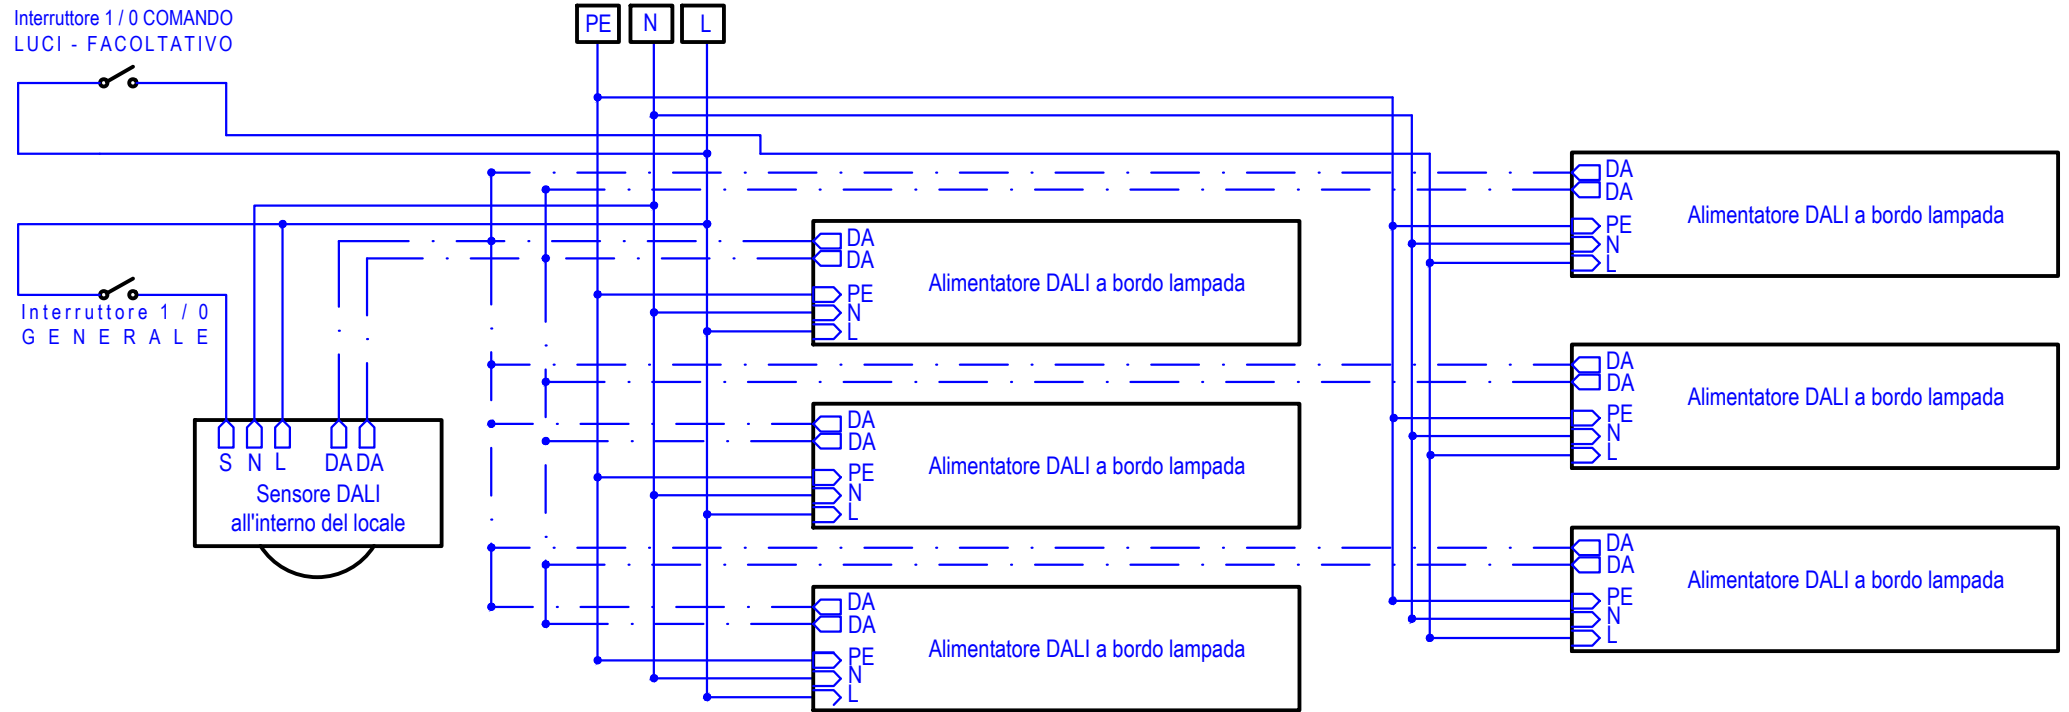 Interruttore 1 / 0 COMANDO
LUCI - FACOLTATIVO
PE N L
Interruttore 1 / 0
GENERALE
S N L DA DA
Sensore DALI
all'interno del locale
DA
DA
Alimentatore DALI a bordo lampada
PE
N
L
DA
DA
Alimentatore DALI a bordo lampada
PE
N
L
DA
DA
Alimentatore DALI a bordo lampada
PE
N
L
DA
DA
Alimentatore DALI a bordo lampada
PE
N
L
DA
DA
Alimentatore DALI a bordo lampada
PE
N
L
DA
DA
Alimentatore DALI a bordo lampada
PE
N
L